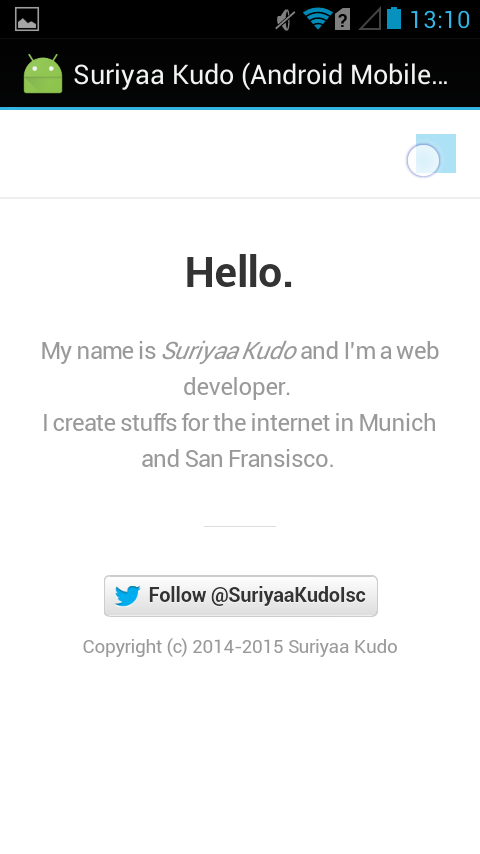 13:10
Suriyaa Kudo (Android Mobile…
Hello.
My name is Suriyaa Kudo and I'm a web
developer.
I create stuffs for the internet in Munich
and San Fransisco.
Follow @SuriyaaKudoIsc
Copyright (c) 2014-2015 Suriyaa Kudo